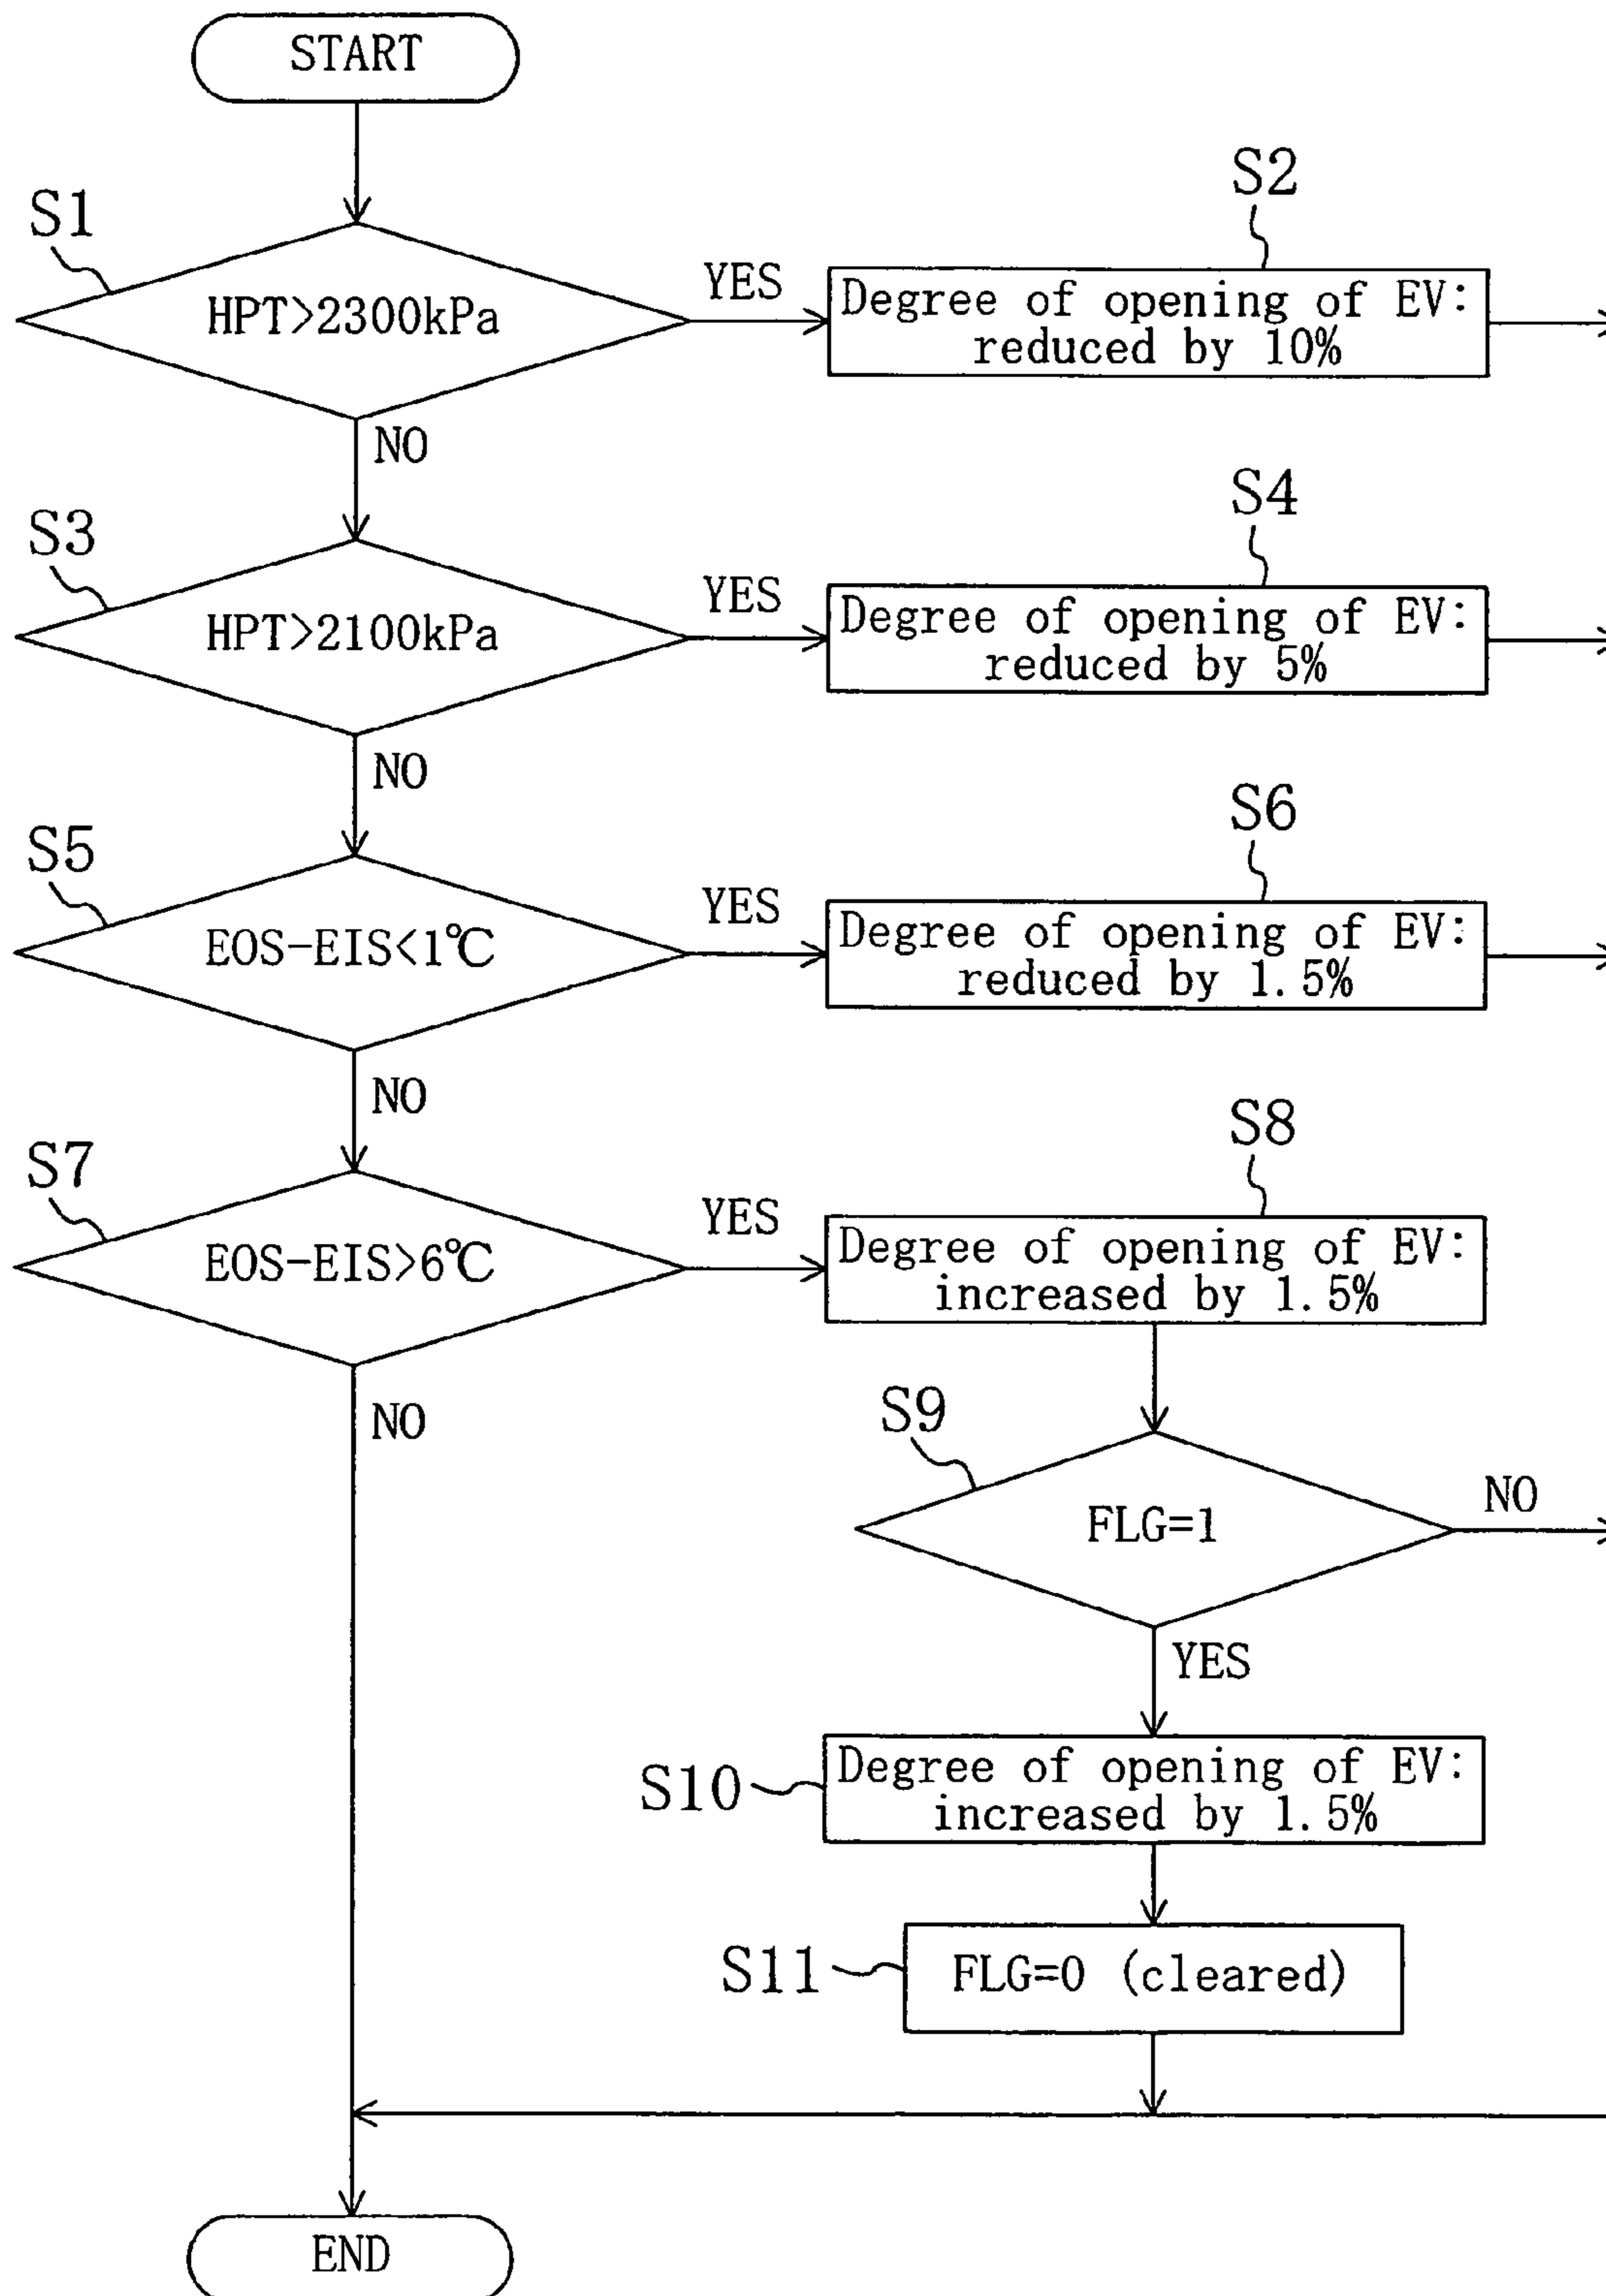 START
S1
HPT>2300kPa
YES
S2
Degree of opening of EV:
reduced by 10%
NO
S3
HPT>2100kPa
YES
S4
Degree of opening of EV:
reduced by 5%
NO
S5
EOS-EIS<1℃
YES
S6
Degree of opening of EV:
reduced by 1.5%
NO
S7
EOS-EIS>6℃
YES
S8
Degree of opening of EV:
increased by 1.5%
NO
S9
FLG=1
NO
YES
S10
Degree of opening of EV:
increased by 1.5%
S11
FLG=0 (cleared)
END